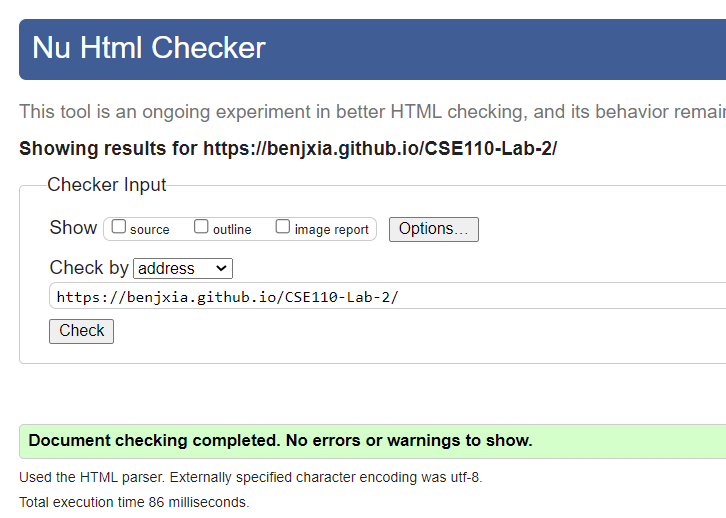 Nu Html Checker
This tool is an ongoing experiment in better HTML checking, and its behavior
Showing results for https://benjxia.github.io/CSE110-Lab-2/
Checker Input
Show source outline image report Options...
Check by address
https://benjxia.github.io/CSE110-Lab-2/
Check
Document checking completed. No errors or warnings to show.
Used the HTML parser. Externally specified character encoding was utf-8.
Total execution time 86 milliseconds.